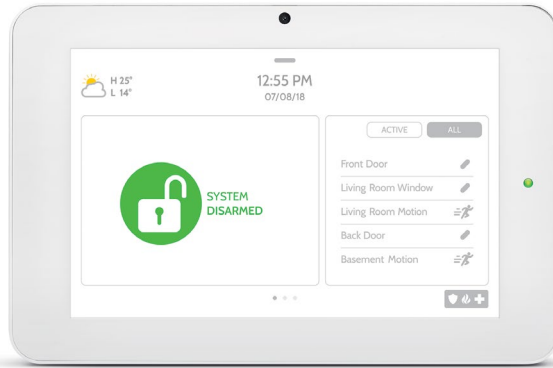 H 25°
L 14°
12:55 PM
07/08/18
SYSTEM
DISARMED
ACTIVE
ALL
Front Door
Living Room Window
Living Room Motion
Back Door
Basement Motion